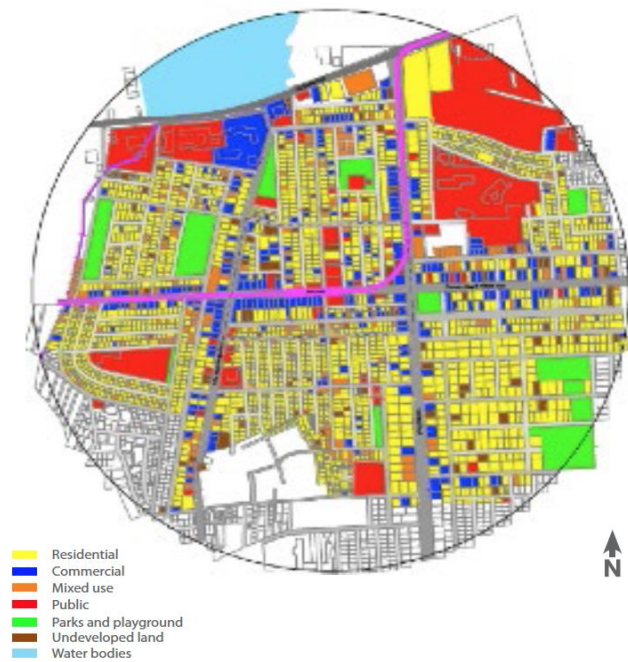 N
Residential
Commercial
Mixed use
Public
Parks and playground
Undeveloped land
Water bodies